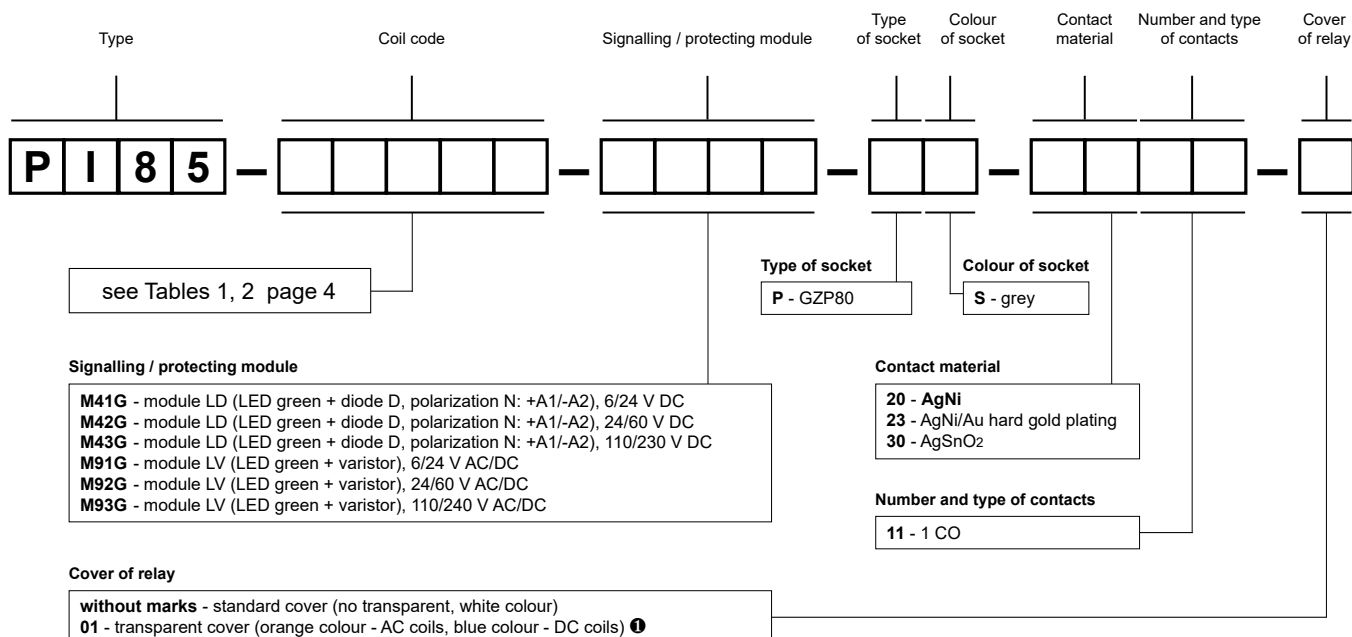 Type
Coil code
Signalling / protecting module
Type
of socket
Colour
of socket
Contact
material
Number and type
of contacts
Cover
of relay
P I 8 5 – – – – –
see Tables 1, 2 page 4
Type of socket
P - GZP80
Colour of socket
S - grey
Signalling / protecting module
M41G - module LD (LED green + diode D, polarization N: +A1/-A2), 6/24 V DC
M42G - module LD (LED green + diode D, polarization N: +A1/-A2), 24/60 V DC
M43G - module LD (LED green + diode D, polarization N: +A1/-A2), 110/230 V DC
M91G - module LV (LED green + varistor), 6/24 V AC/DC
M92G - module LV (LED green + varistor), 24/60 V AC/DC
M93G - module LV (LED green + varistor), 110/240 V AC/DC
Contact material
20 - AgNi
23 - AgNi/Au hard gold plating
30 - AgSnO2
Number and type of contacts
11 - 1 CO
Cover of relay
without marks - standard cover (no transparent, white colour)
01 - transparent cover (orange colour - AC coils, blue colour - DC coils) ❶